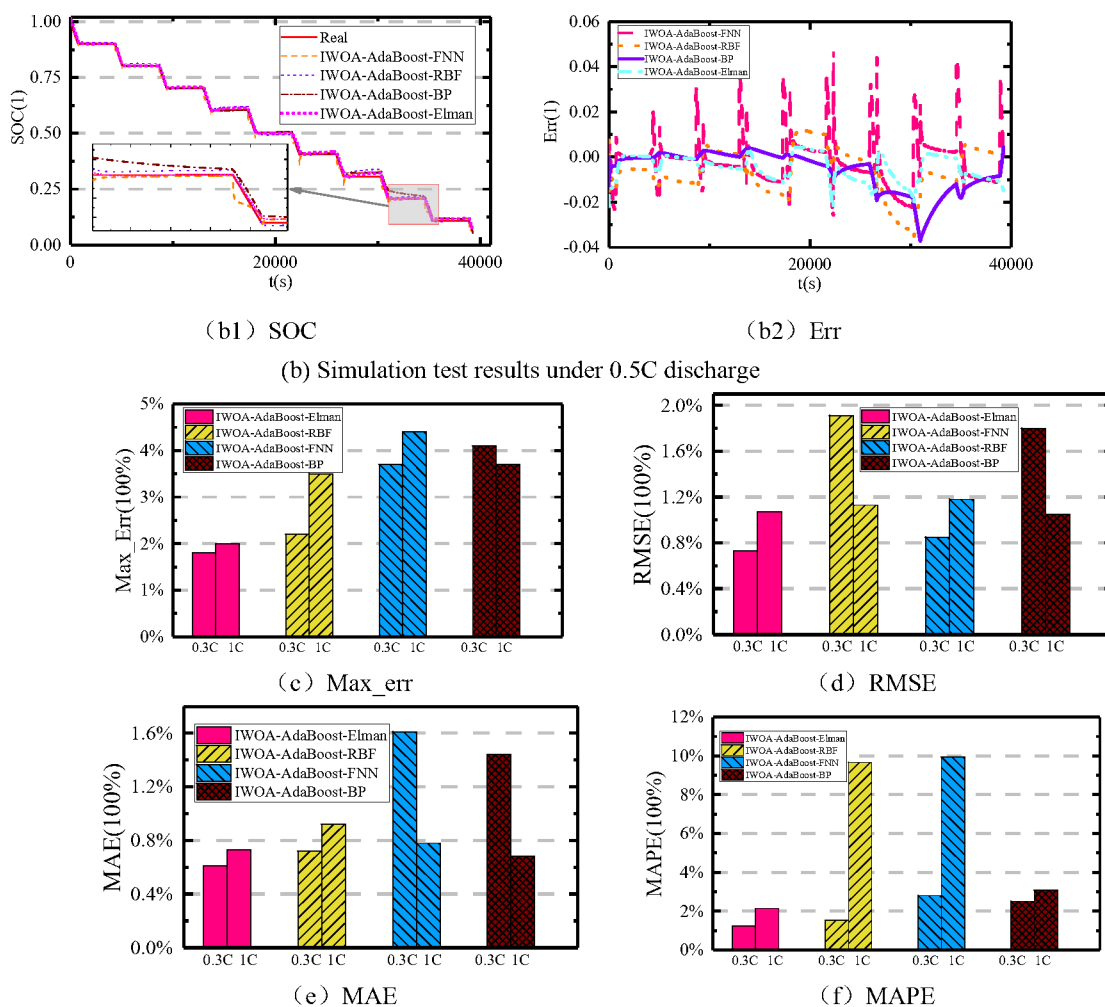 1.00
0.75
0.50
0.25
0.00
SOC(1)
Real
IWOA-AdaBoost-FNN
IWOA-AdaBoost-RBF
IWOA-AdaBoost-BP
IWOA-AdaBoost-Elman
0
20000
40000
t(s)
0.06
0.04
0.02
0.00
-0.02
-0.04
Err(1)
IWOA-AdaBoost-FNN
IWOA-AdaBoost-RBF
IWOA-AdaBoost-BP
IWOA-AdaBoost-Elman
0
20000
40000
t(s)
（b1）SOC
（b2）Err
(b) Simulation test results under 0.5C discharge
5%
4%
3%
2%
1%
0%
Max_Err(100%)
IWOA-AdaBoost-Elman
IWOA-AdaBoost-RBF
IWOA-AdaBoost-FNN
IWOA-AdaBoost-BP
0.3C 1C
0.3C 1C
0.3C 1C
0.3C 1C
（c）Max_err
2.0%
1.6%
1.2%
0.8%
0.4%
0.0%
RMSE(100%)
IWOA-AdaBoost-Elman
IWOA-AdaBoost-FNN
IWOA-AdaBoost-RBF
IWOA-AdaBoost-BP
0.3C 1C
0.3C 1C
0.3C 1C
0.3C 1C
（d）RMSE
1.6%
1.2%
0.8%
0.4%
0.0%
MAE(100%)
IWOA-AdaBoost-Elman
IWOA-AdaBoost-RBF
IWOA-AdaBoost-FNN
IWOA-AdaBoost-BP
0.3C 1C
0.3C 1C
0.3C 1C
0.3C 1C
（e）MAE
12%
10%
8%
6%
4%
2%
0%
MAPE(100%)
IWOA-AdaBoost-Elman
IWOA-AdaBoost-RBF
IWOA-AdaBoost-FNN
IWOA-AdaBoost-BP
0.3C 1C
0.3C 1C
0.3C 1C
0.3C 1C
（f）MAPE